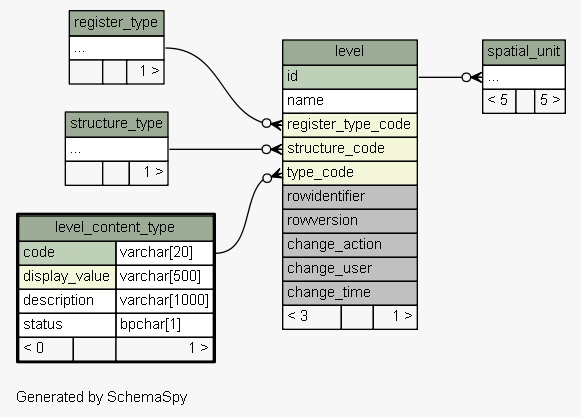 register_type
...
1 >
structure_type
...
1 >
level_content_type
code varchar[20]
display_value varchar[500]
description varchar[1000]
status bpchar[1]
< 0 1 >
level
id
name
register_type_code
structure_code
type_code
rowidentifier
rowversion
change_action
change_user
change_time
< 3 1 >
spatial_unit
...
< 5 5 >
Generated by SchemaSpy